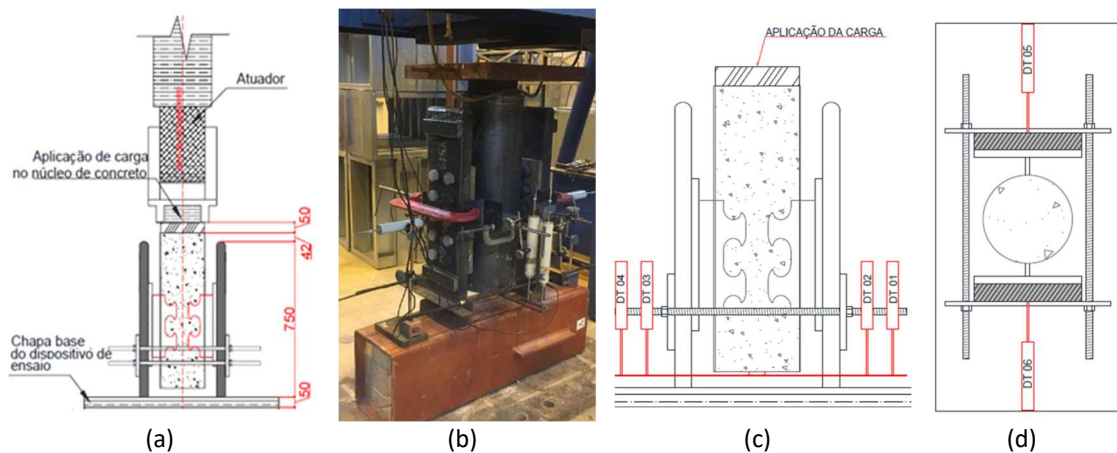 Atuador
Aplicação de carga
no núcleo de concreto
50
42
750
Chapa base
do dispositivo de
ensaio
50
(a)
(b)
APLICAÇÃO DA CARGA
DT 04
DT 03
DT 02
DT 01
(c)
DT 05
DT 06
(d)